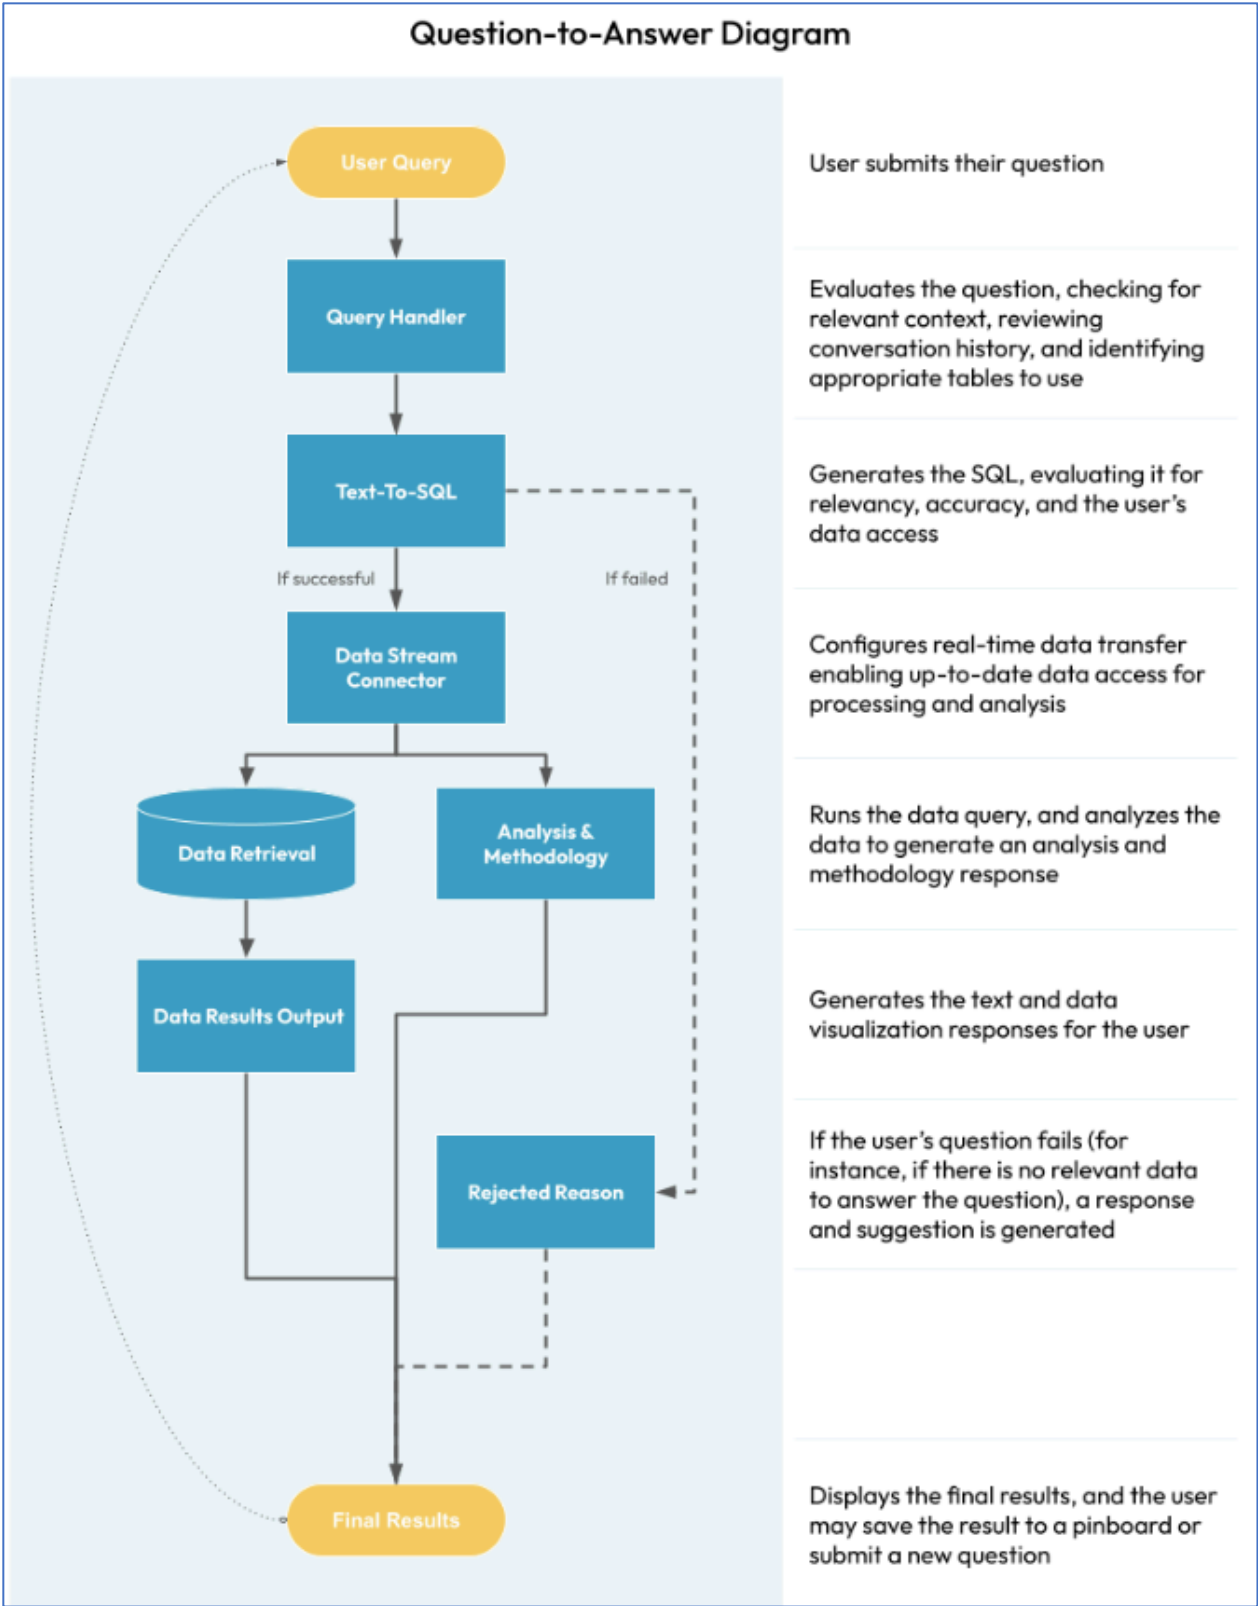 Question-to-Answer Diagram
User Query
User submits their question
Query Handler
Evaluates the question, checking for
relevant context, reviewing
conversation history, and identifying
appropriate tables to use
Text-To-SQL
Generates the SQL, evaluating it for
relevancy, accuracy, and the user's
data access
If successful
If failed
Data Stream
Connector
Configures real-time data transfer
enabling up-to-date data access for
processing and analysis
Data Retrieval
Analysis &
Methodology
Runs the data query, and analyzes the
data to generate an analysis and
methodology response
Data Results Output
Generates the text and data
visualization responses for the user
Rejected Reason
If the user's question fails (for
instance, if there is no relevant data
to answer the question), a response
and suggestion is generated
Final Results
Displays the final results, and the user
may save the result to a pinboard or
submit a new question